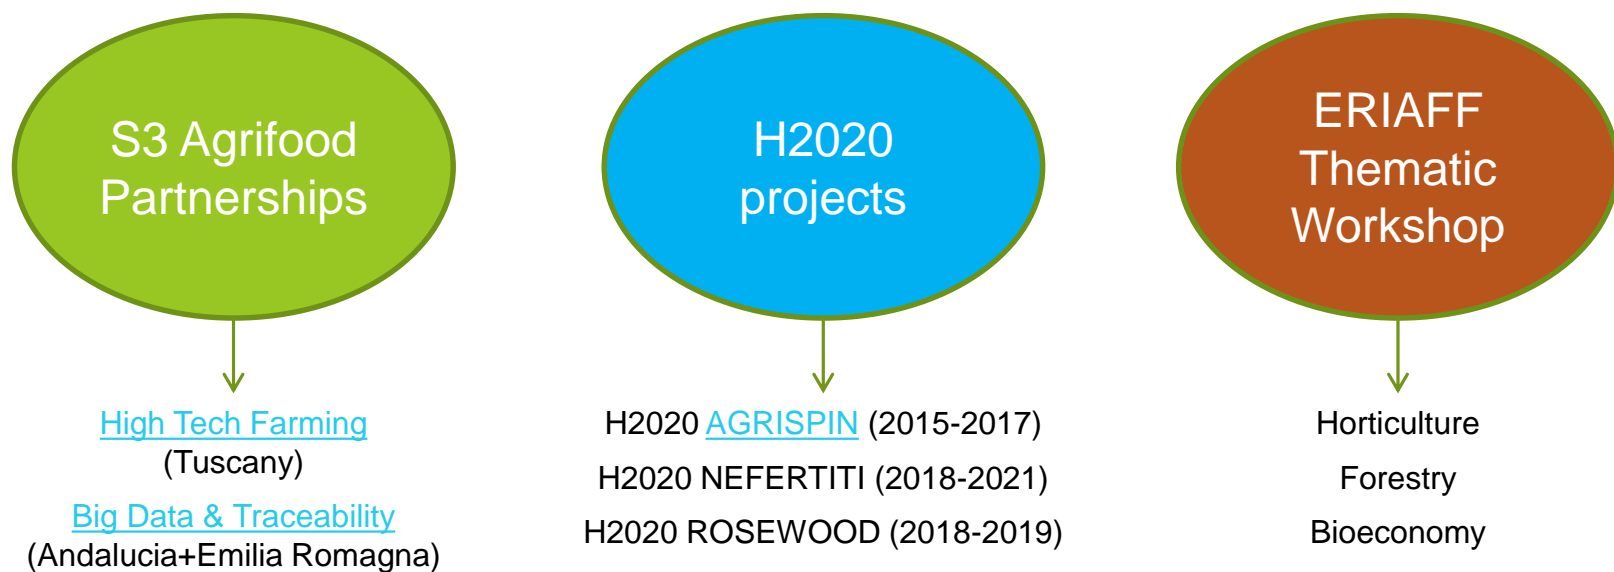 S3 Agrifood
Partnerships
High Tech Farming
(Tuscany)
Big Data & Traceability
(Andalucia+Emilia Romagna)
H2020
projects
H2020 AGRISPIN (2015-2017)
H2020 NEFERTITI (2018-2021)
H2020 ROSEWOOD (2018-2019)
ERIAFF
Thematic
Workshop
Horticulture
Forestry
Bioeconomy